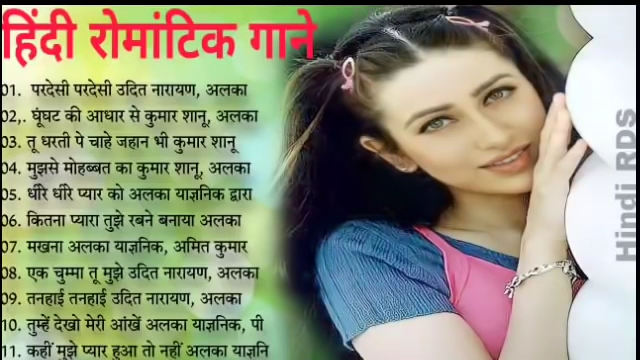 हिंदी रोमांटिक गाने
01. परदेसी परदेसी उदित नारायण, अलका
02,. घूंघट की आधार से कुमार शानू, अलका
03. तू धरती पे चाहे जहान भी कुमार शानू
04. मुझसे मोहब्बत का कुमार शानू, अलका
05. धीरे धीरे प्यार को अलका याज्ञनिक द्वारा
06. कितना प्यारा तुझे रबने बनाया अलका
07. मखना अलका याज्ञनिक, अमित कुमार
08. एक चुम्मा तू मुझे उदित नारायण, अलका
09. तनहाई तनहाई उदित नारायण, अलका
10. तुम्हें देखो मेरी आंखें अलका याज्ञनिक, पी
11. कहीं मुझे प्यार हुआ तो नहीं अलका याज्ञनि
Hindi RDS